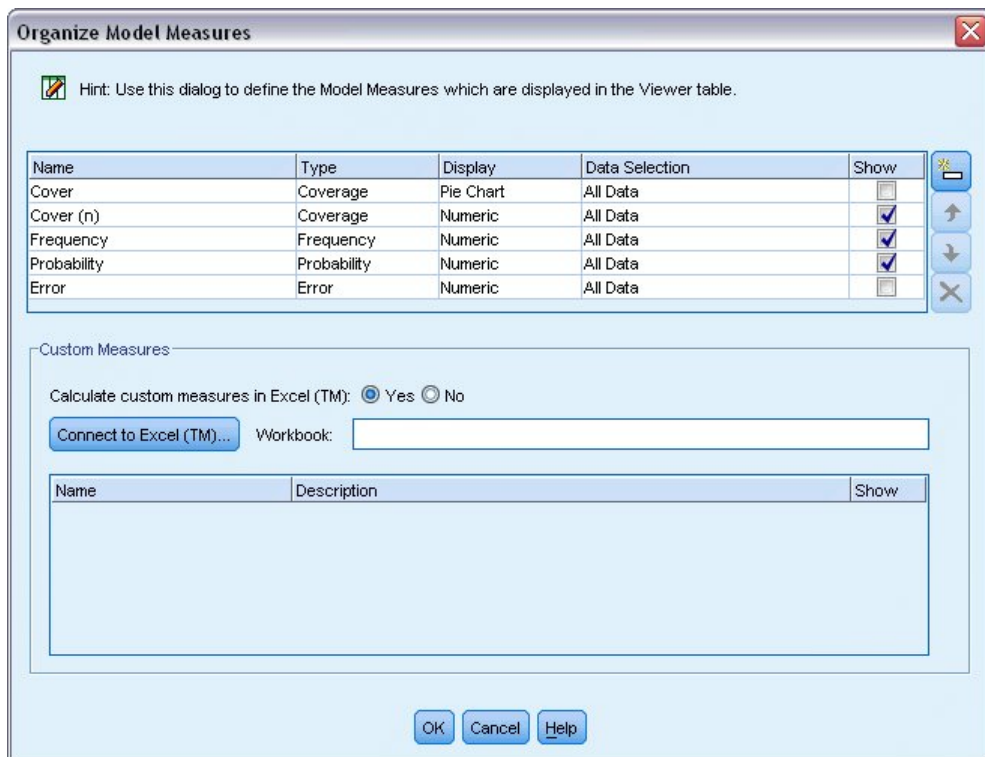 Organize Model Measures
Hint: Use this dialog to define the Model Measures which are displayed in the Viewer table.
Name Type Display Data Selection Show
Cover Coverage Pie Chart All Data
Cover (n) Coverage Numeric All Data
Frequency Frequency Numeric All Data
Probability Probability Numeric All Data
Error Error Numeric All Data
Custom Measures
Calculate custom measures in Excel (TM): Yes No
Connect to Excel (TM)... Workbook:
Name Description Show
OK Cancel Help